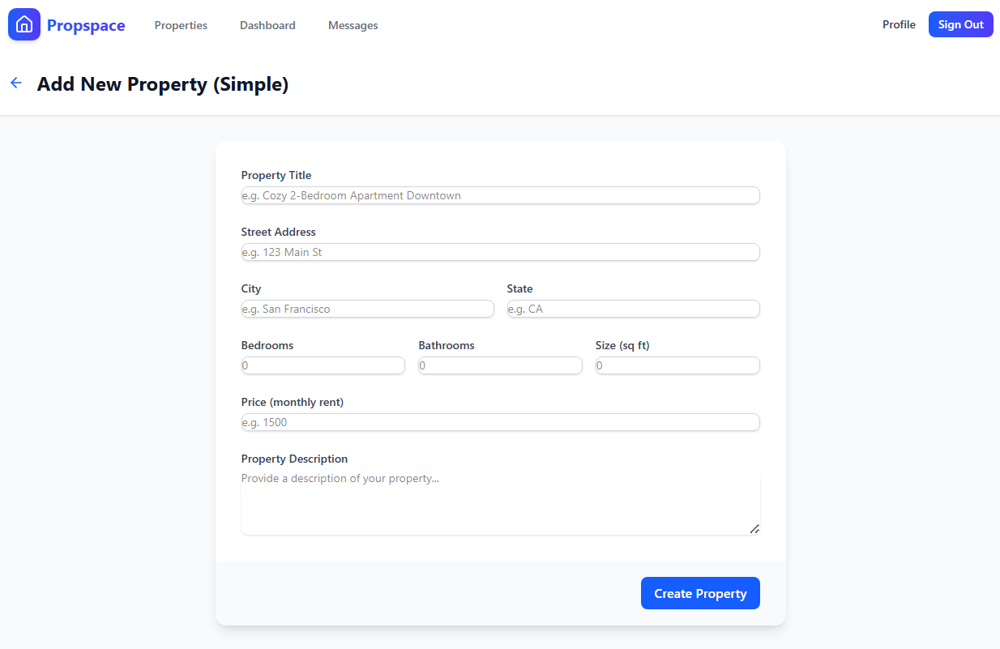 Propspace Properties Dashboard Messages Profile Sign Out
Add New Property (Simple)
Property Title
e.g. Cozy 2-Bedroom Apartment Downtown
Street Address
e.g. 123 Main St
City State
e.g. San Francisco e.g. CA
Bedrooms Bathrooms Size (sq ft)
0 0 0
Price (monthly rent)
e.g. 1500
Property Description
Provide a description of your property...
Create Property